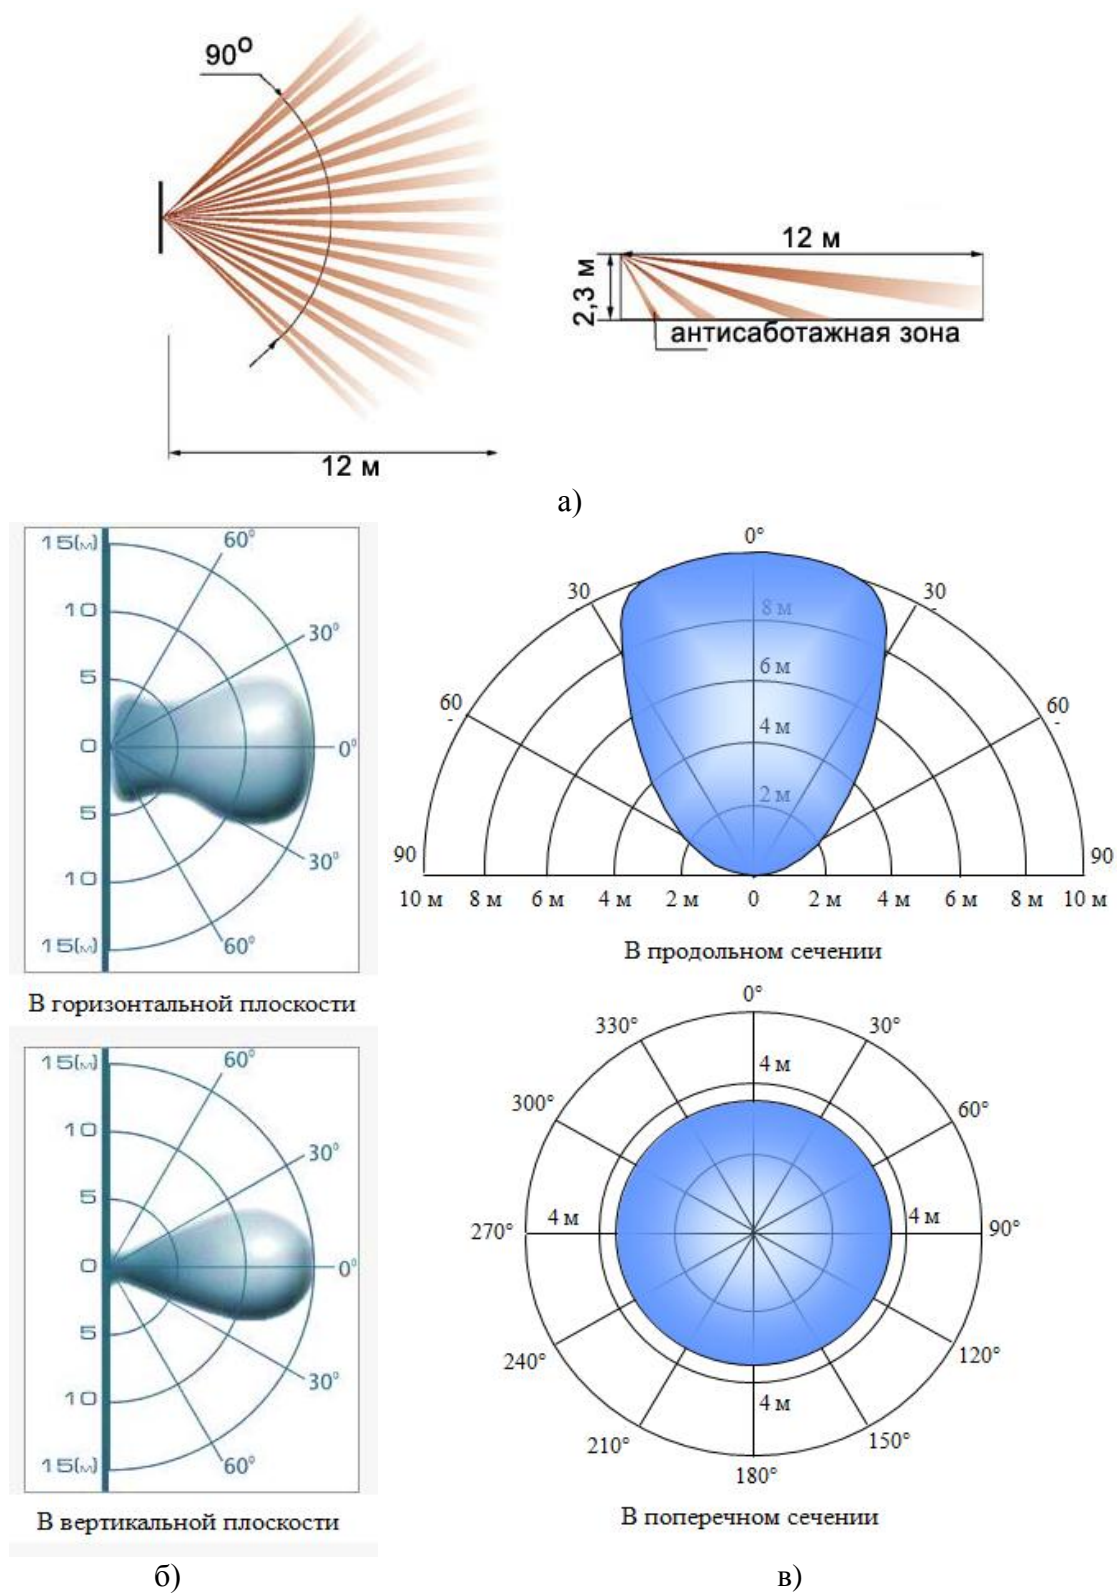 90°
12 м
2,3 м
антисаботажная зона
12 м
а)
15(м)
10
5
0
5
10
15(м)
60°
30°
0°
30°
60°
В горизонтальной плоскости
0°
30
30
60
60
90
90
8 м
6 м
4 м
2 м
10 м 8 м 6 м 4 м 2 м 0 2 м 4 м 6 м 8 м 10 м
В продольном сечении
15(м)
10
5
0
5
10
15(м)
60°
30°
0°
30°
60°
В вертикальной плоскости
0°
330°
30°
4 м
300°
60°
4 м
4 м
270°
90°
240°
120°
4 м
210°
150°
180°
В поперечном сечении
б)
в)